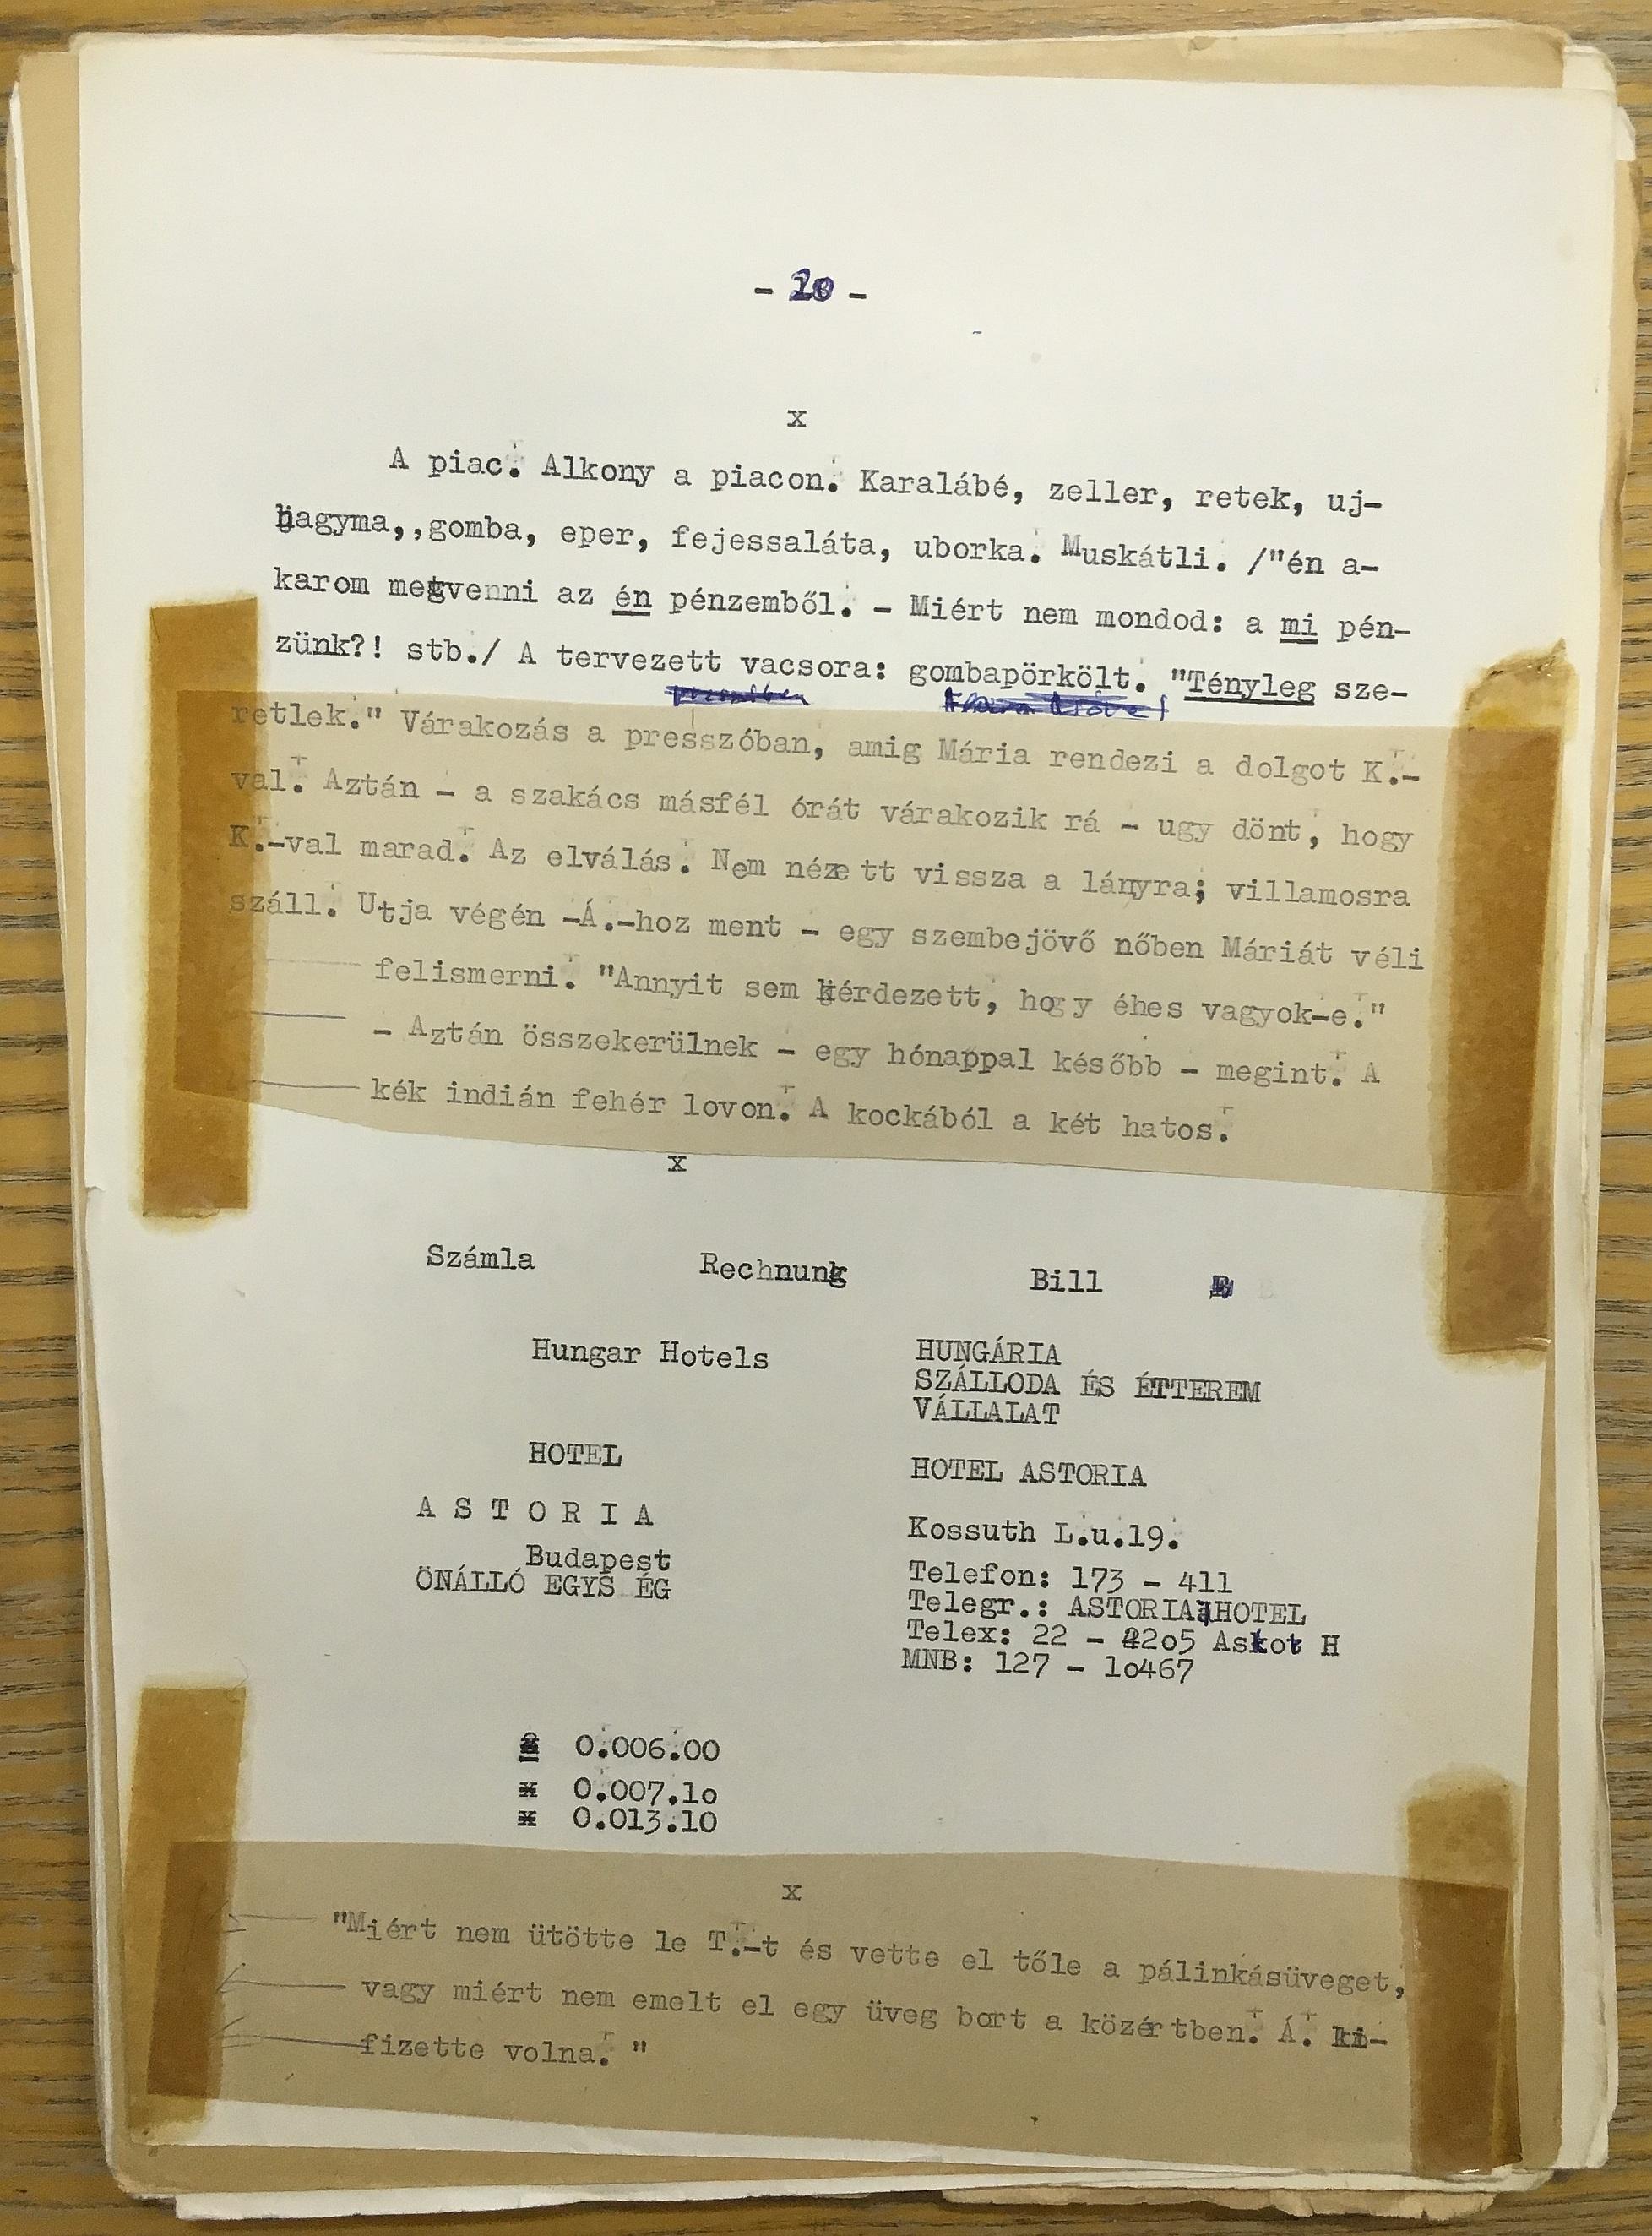 - 20 -
x
A piac. Alkony a piacon. Karalábé, zeller, retek, uj-
hagyma,,gomba, eper, fejessaláta, uborka. Muskátli. /"én a-
karom megvenni az én pénzemből. - Miért nem mondod: a mi pén-
zünk?! stb./ A tervezett vacsora: gombapörkölt. "Tényleg sze-
retlek." Várakozás a presszóban, amig Mária rendezi a dolgot K.-
val. Aztán - a szakács másfél órát várakozik rá - ugy dönt, hogy
K.-val marad. Az elválás. Nem nézett vissza a lányra; villamosra
száll. Utja végén -Á.-hoz ment - egy szembejövő nőben Máriát véli
felismerni. "Annyit sem kérdezett, hogy éhes vagyok-e."
- Aztán összekerülnek - egy hónappal később - megint. A
kék indián fehér lovon. A kockából a két hatos.
x
Számla Rechnung Bill
Hungar Hotels
HOTEL
A S T O R I A
Budapest
ÖNÁLLÓ EGYS ÉG
HUNGÁRIA
SZÁLLODA ÉS ÉTTEREM
VÁLLALAT
HOTEL ASTORIA
Kossuth L.u.19.
Telefon: 173 - 411
Telegr.: ASTORIA HOTEL
Telex: 22 - 42o5 Askot H
MNB: 127 - 1o467
0.006.00
0.007.1o
0.013.10
x
"Miért nem ütötte le T.-t és vette el tőle a pálinkásüveget,
vagy miért nem emelt el egy üveg bort a közértben. Á. ki-
fizette volna. "